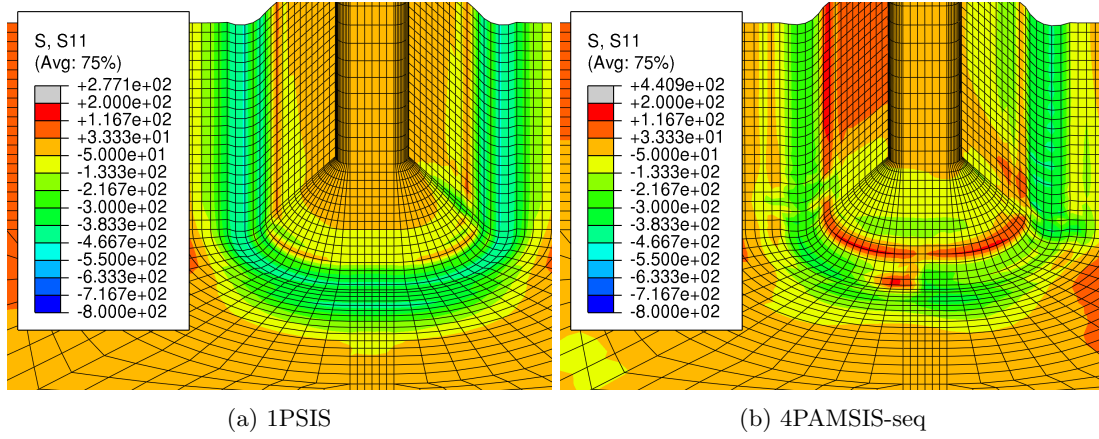 S, S11
(Avg: 75%)
+2.771e+02
+2.000e+02
+1.167e+02
+3.333e+01
-5.000e+01
-1.333e+02
-2.167e+02
-3.000e+02
-3.833e+02
-4.667e+02
-5.500e+02
-6.333e+02
-7.167e+02
-8.000e+02
S, S11
(Avg: 75%)
+4.409e+02
+2.000e+02
+1.167e+02
+3.333e+01
-5.000e+01
-1.333e+02
-2.167e+02
-3.000e+02
-3.833e+02
-4.667e+02
-5.500e+02
-6.333e+02
-7.167e+02
-8.000e+02
(a) 1PSIS
(b) 4PAMSIS-seq